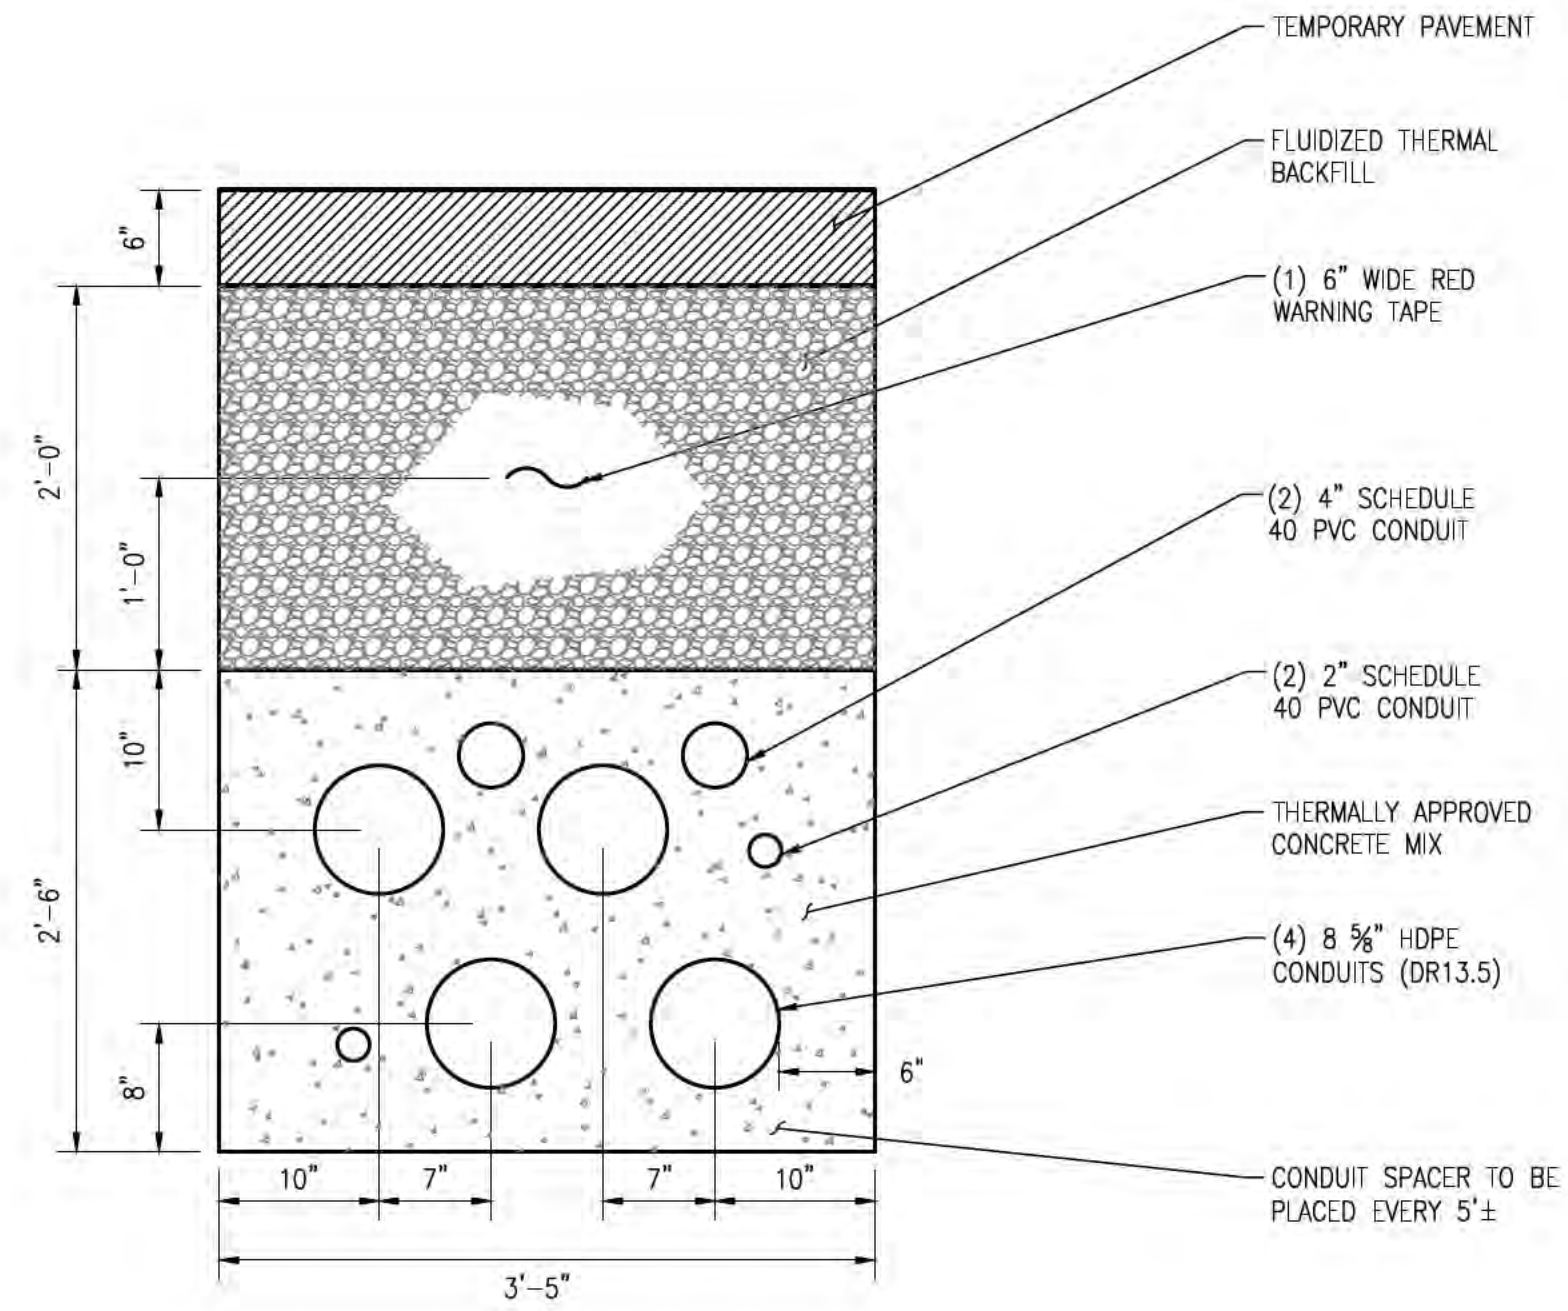 TEMPORARY PAVEMENT
FLUIDIZED THERMAL
BACKFILL
(1) 6" WIDE RED
WARNING TAPE
(2) 4" SCHEDULE
40 PVC CONDUIT
(2) 2" SCHEDULE
40 PVC CONDUIT
THERMALLY APPROVED
CONCRETE MIX
(4) 8 ⅝" HDPE
CONDUITS (DR13.5)
CONDUIT SPACER TO BE
PLACED EVERY 5'±
6"
2'-0"
1'-0"
10"
2'-6"
8"
6"
10" 7" 7" 10"
3'-5"